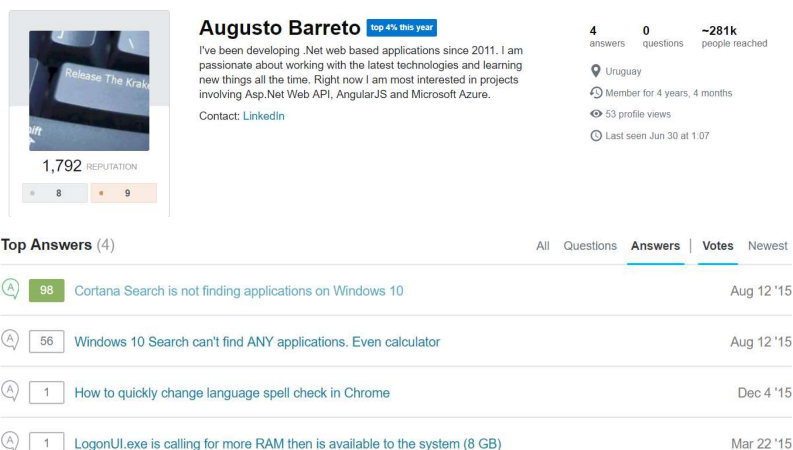 Augusto Barreto top 4% this year
I've been developing .Net web based applications since 2011. I am
passionate about working with the latest technologies and learning
new things all the time. Right now I am most interested in projects
involving Asp.Net Web API, AngularJS and Microsoft Azure.
Contact: LinkedIn
Release The Krake
hift
1,792 REPUTATION
8 9
4 0 ~281k
answers questions people reached
Uruguay
Member for 4 years, 4 months
53 profile views
Last seen Jun 30 at 1:07
Top Answers (4) All Questions Answers | Votes Newest
A 98 Cortana Search is not finding applications on Windows 10 Aug 12 '15
A 56 Windows 10 Search can't find ANY applications. Even calculator Aug 12 '15
A 1 How to quickly change language spell check in Chrome Dec 4 '15
A 1 LogonUI.exe is calling for more RAM then is available to the system (8 GB) Mar 22 '15